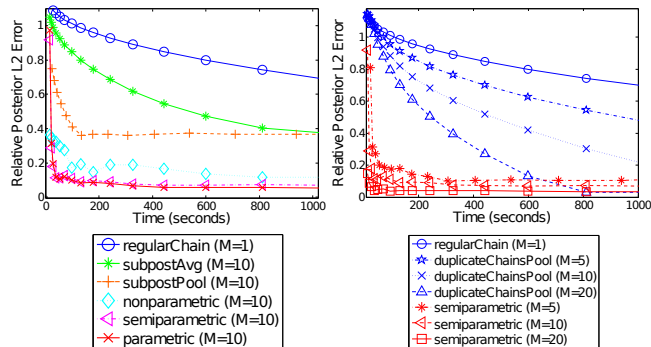 Relative Posterior L2 Error
1
0.8
0.6
0.4
0.2
0
0 200 400 600 800 1000
Time (seconds)
regularChain (M=1)
subpostAvg (M=10)
subpostPool (M=10)
nonparametric (M=10)
semiparametric (M=10)
parametric (M=10)
Relative Posterior L2 Error
1
0.8
0.6
0.4
0.2
0
200 400 600 800 1000
Time (seconds)
regularChain (M=1)
duplicateChainsPool (M=5)
duplicateChainsPool (M=10)
duplicateChainsPool (M=20)
semiparametric (M=5)
semiparametric (M=10)
semiparametric (M=20)